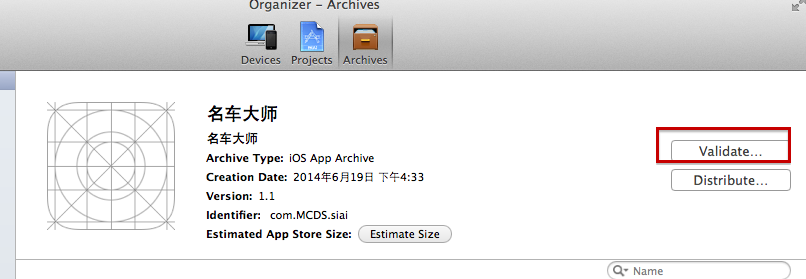 Organizer – Archives
Devices
Projects
Archives
名车大师
名车大师
Archive Type: iOS App Archive
Creation Date: 2014年6月19日 下午4:33
Version: 1.1
Identifier: com.MCDS.siai
Estimated App Store Size: Estimate Size
Validate...
Distribute...
Name